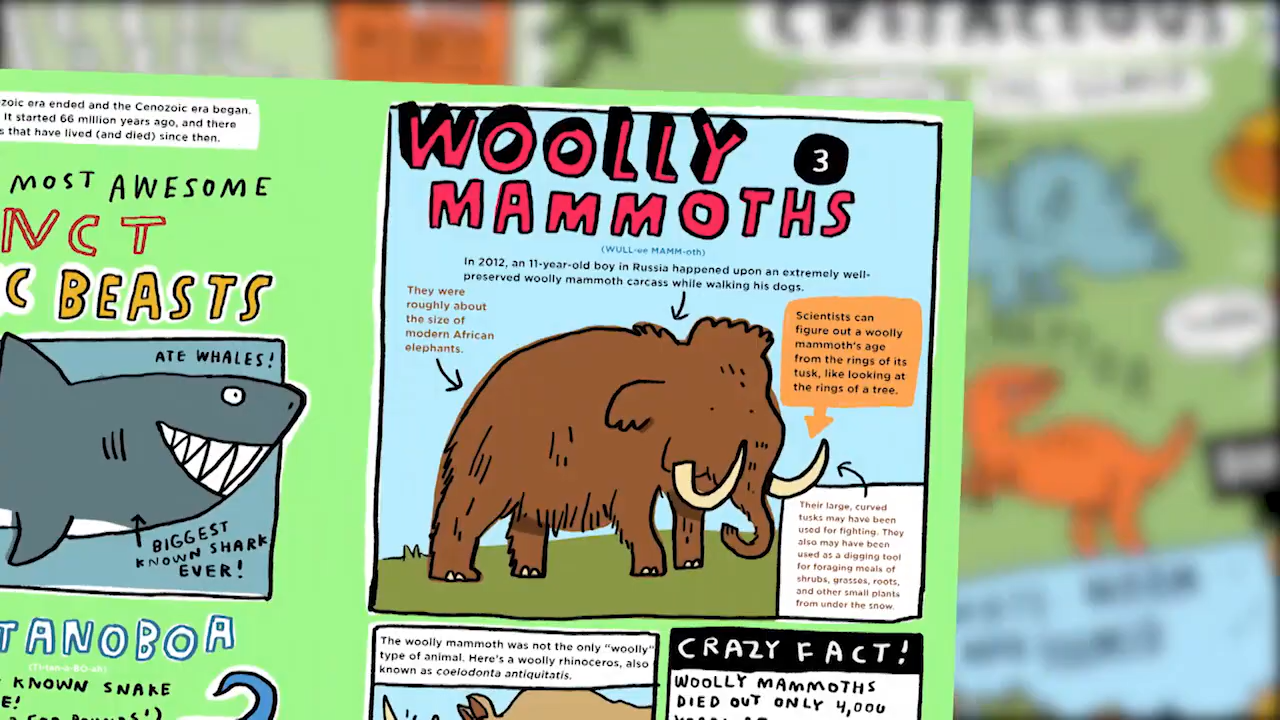 zoic era ended and the Cenozoic era began.
It started 66 million years ago, and there
s that have lived (and died) since then.
MOST AWESOME
NCT
C BEASTS
ATE WHALES!
BIGGEST
KNOWN SHARK
EVER!
TANOBOA
(TI-tan-o-BO-ah)
KNOWN SNAKE
E!
WOOLLY
MAMMOTHS
3
(WULL-ee MAMM-oth)
In 2012, an 11-year-old boy in Russia happened upon an extremely well-
preserved woolly mammoth carcass while walking his dogs.
They were
roughly about
the size of
modern African
elephants.
Scientists can
figure out a woolly
mammoth's age
from the rings of its
tusk, like looking at
the rings of a tree.
Their large, curved
tusks may have been
used for fighting. They
also may have been
used as a digging tool
for foraging meals of
shrubs, grasses, roots,
and other small plants
from under the snow.
The woolly mammoth was not the only "woolly"
type of animal. Here's a woolly rhinoceros, also
known as coelodonta antiquitatis.
CRAZY FACT!
WOOLLY MAMMOTHS
DIED OUT ONLY 4,000